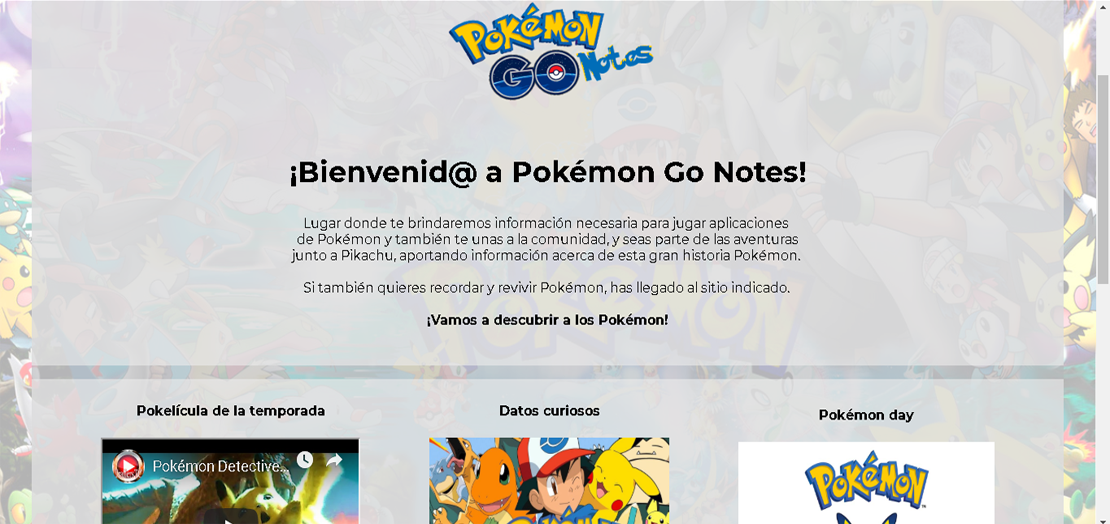 POKÉMON
GO Notes
¡Bienvenid@ a Pokémon Go Notes!
Lugar donde te brindaremos información necesaria para jugar aplicaciones
de Pokémon y también te unas a la comunidad, y seas parte de las aventuras
junto a Pikachu, aportando información acerca de esta gran historia Pokémon.
Si también quieres recordar y revivir Pokémon, has llegado al sitio indicado.
¡Vamos a descubrir a los Pokémon!
POKÉMON
Pokelícula de la temporada
Datos curiosos
Pokémon day
Pokémon Detective...
POKÉMON